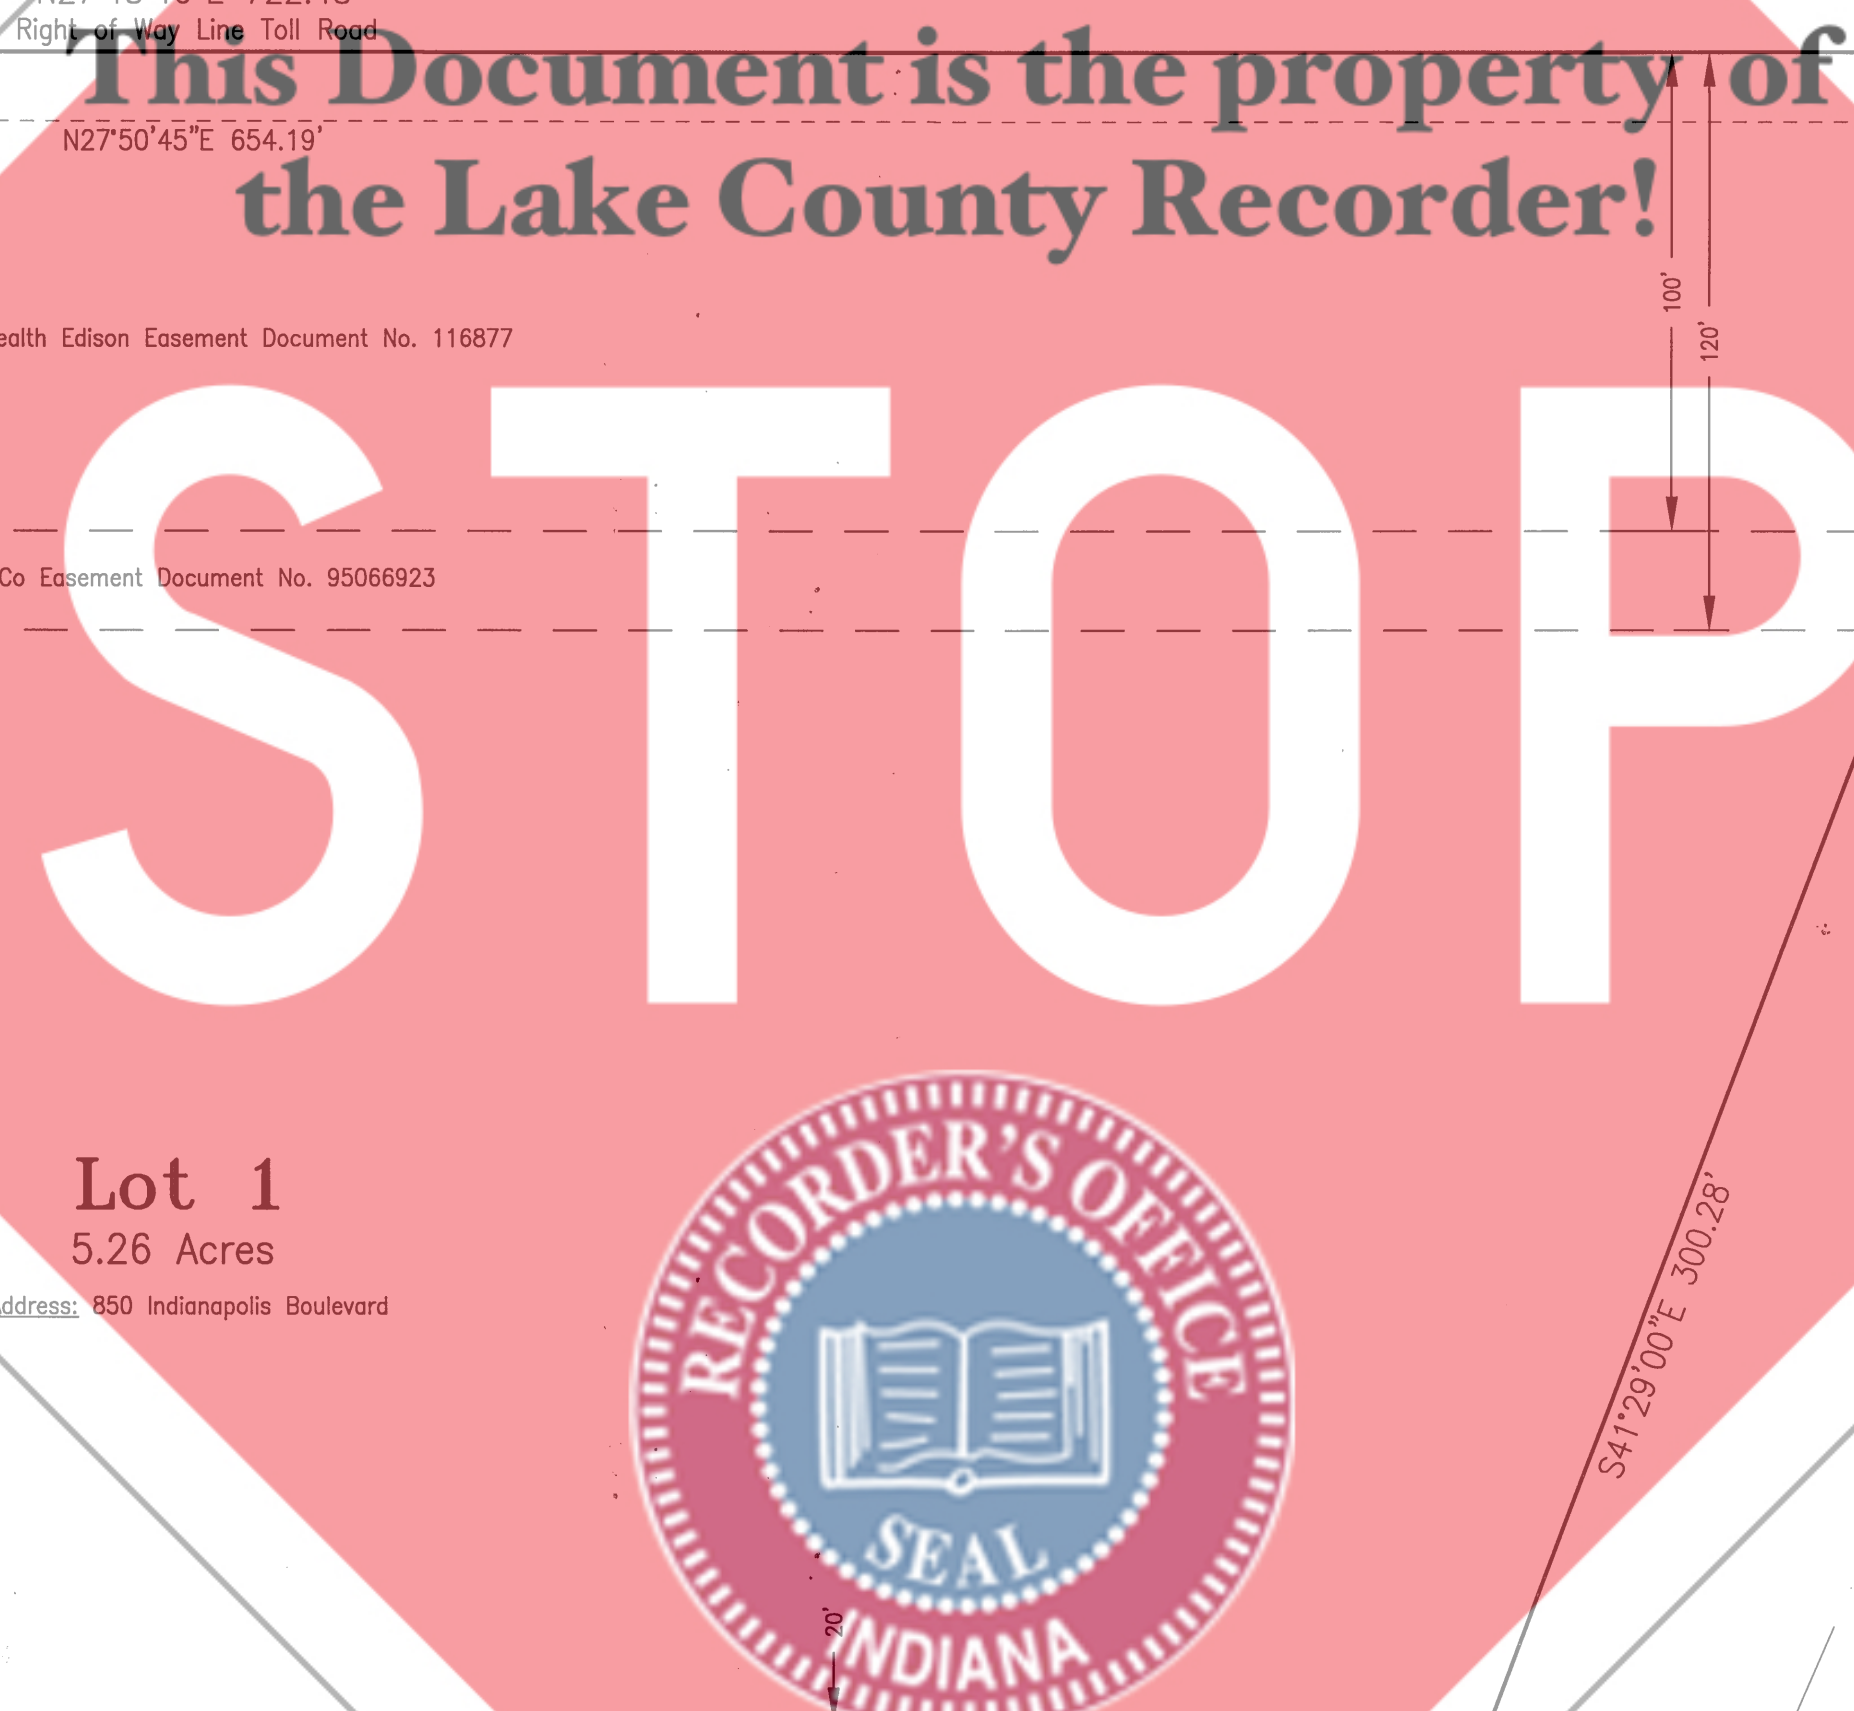 Right of Way Line Toll Road
This Document is the property of
N27°50'45"E 654.19'
the Lake County Recorder!
100'
120'
Edison Easement Document No. 116877
STOP
Co Easement Document No. 95066923
Lot 1
5.26 Acres
Address: 850 Indianapolis Boulevard
S41°29'00"E 300.28'
RECORDER'S OFFICE
SEAL
INDIANA
20'